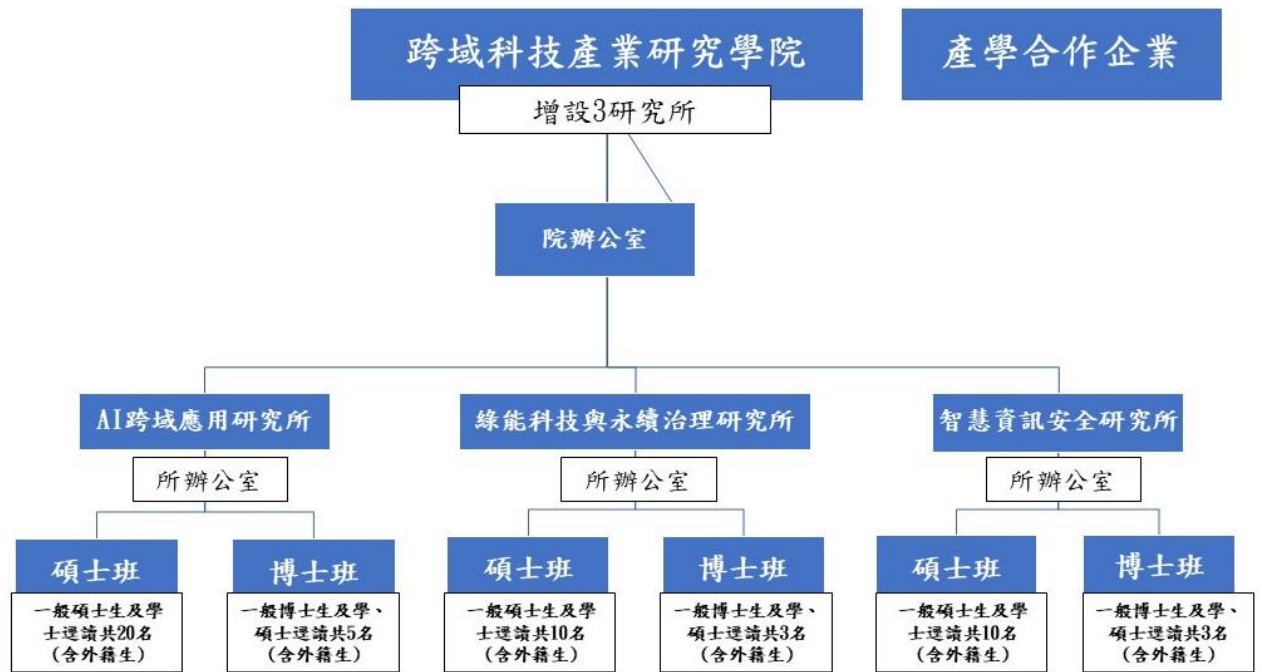 跨域科技產業研究學院
產學合作企業
增設3研究所
院辦公室
AI跨域應用研究所
綠能科技與永續治理研究所
智慧資訊安全研究所
所辦公室
所辦公室
所辦公室
碩士班
博士班
碩士班
博士班
碩士班
博士班
一般碩士生及學
士逕讀共20名
(含外籍生)
一般博士生及學、
碩士逕讀共5名
(含外籍生)
一般碩士生及學
士逕讀共10名
(含外籍生)
一般博士生及學、
碩士逕讀共3名
(含外籍生)
一般碩士生及學
士逕讀共10名
(含外籍生)
一般博士生及學、
碩士逕讀共3名
(含外籍生)